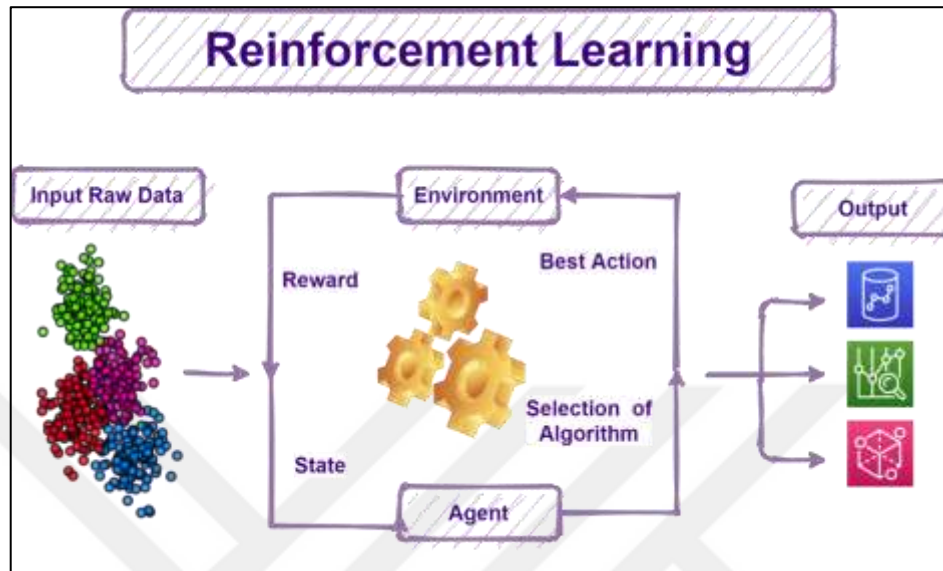 Reinforcement Learning
Input Raw Data
Environment
Output
Reward
Best Action
Selection of
Algorithm
State
Agent